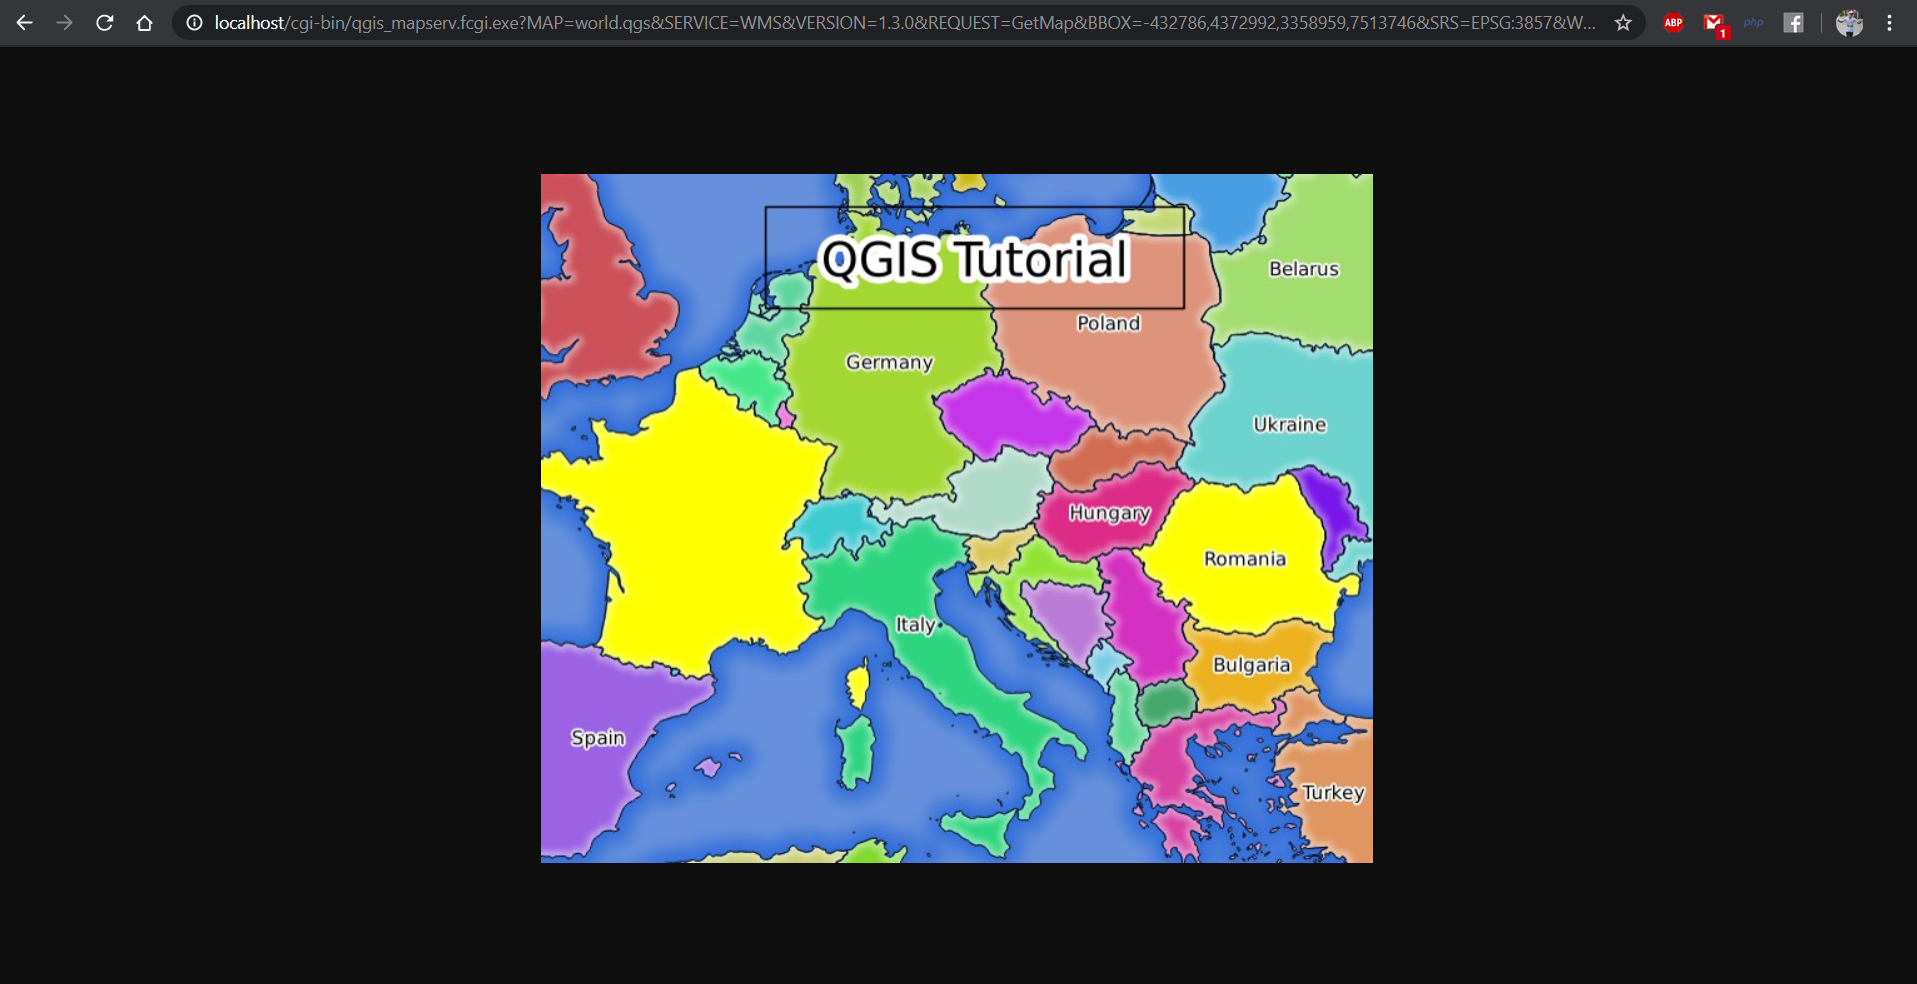 localhost/cgi-bin/qgis_mapserv.fcgi.exe?MAP=world.qgs&SERVICE=WMS&VERSION=1.3.0&REQUEST=GetMap&BBOX=-432786,4372992,3358959,7513746&SRS=EPSG:3857&W...
ABP
1
php
QGIS Tutorial
Belarus
Poland
Germany
Ukraine
Hungary
Romania
Italy
Bulgaria
Spain
Turkey